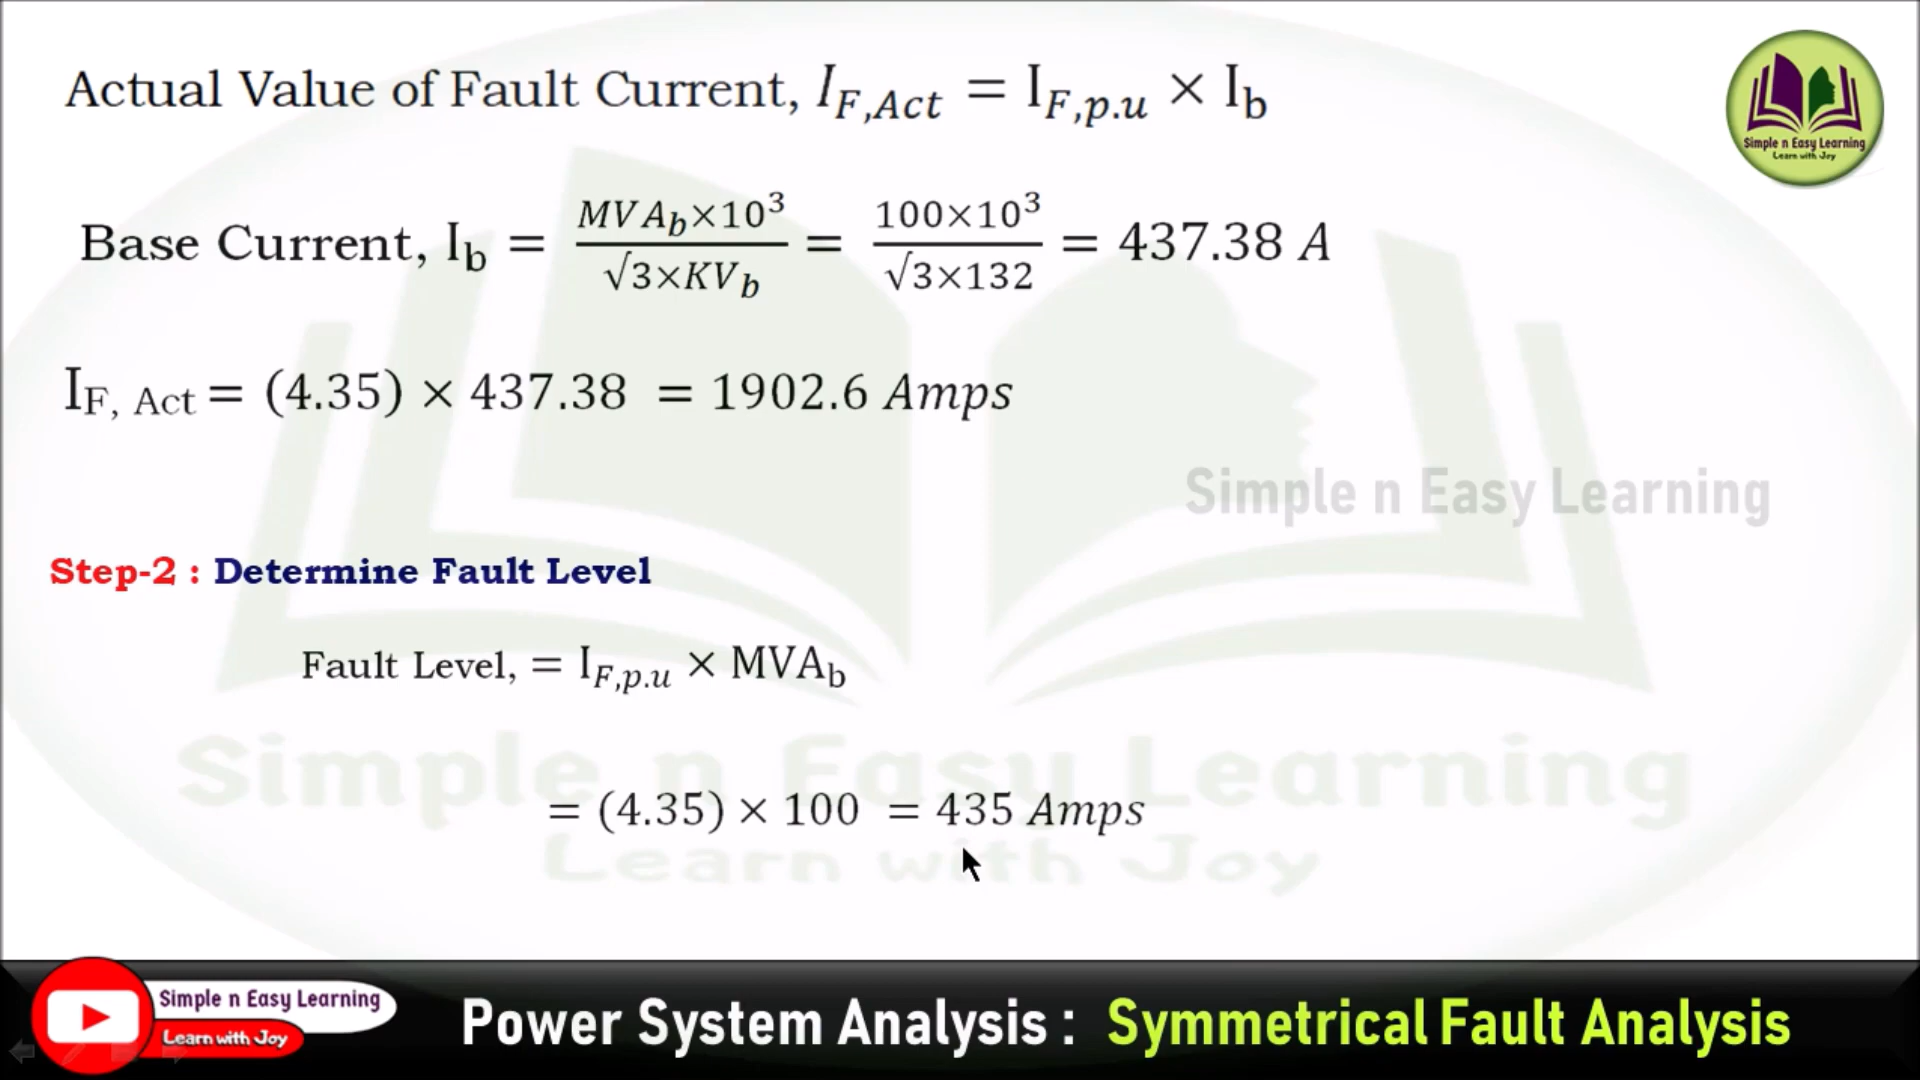 Actual Value of Fault Current, I_{F,Act} = I_{F,p.u} × I_b
Simple n Easy Learning
Learn with Joy
Base Current, I_b = \frac{MVA_b×10^3}{√3×KV_b} = \frac{100×10^3}{√3×132} = 437.38 A
I_{F, Act} = (4.35) × 437.38 = 1902.6 Amps
Simple n Easy Learning
Step-2 : Determine Fault Level
Fault Level, = I_{F,p.u} × MVA_b
Simple n Easy Learning
= (4.35) × 100 = 435 Amps
Learn with Joy
Simple n Easy Learning
Learn with Joy
Power System Analysis : Symmetrical Fault Analysis